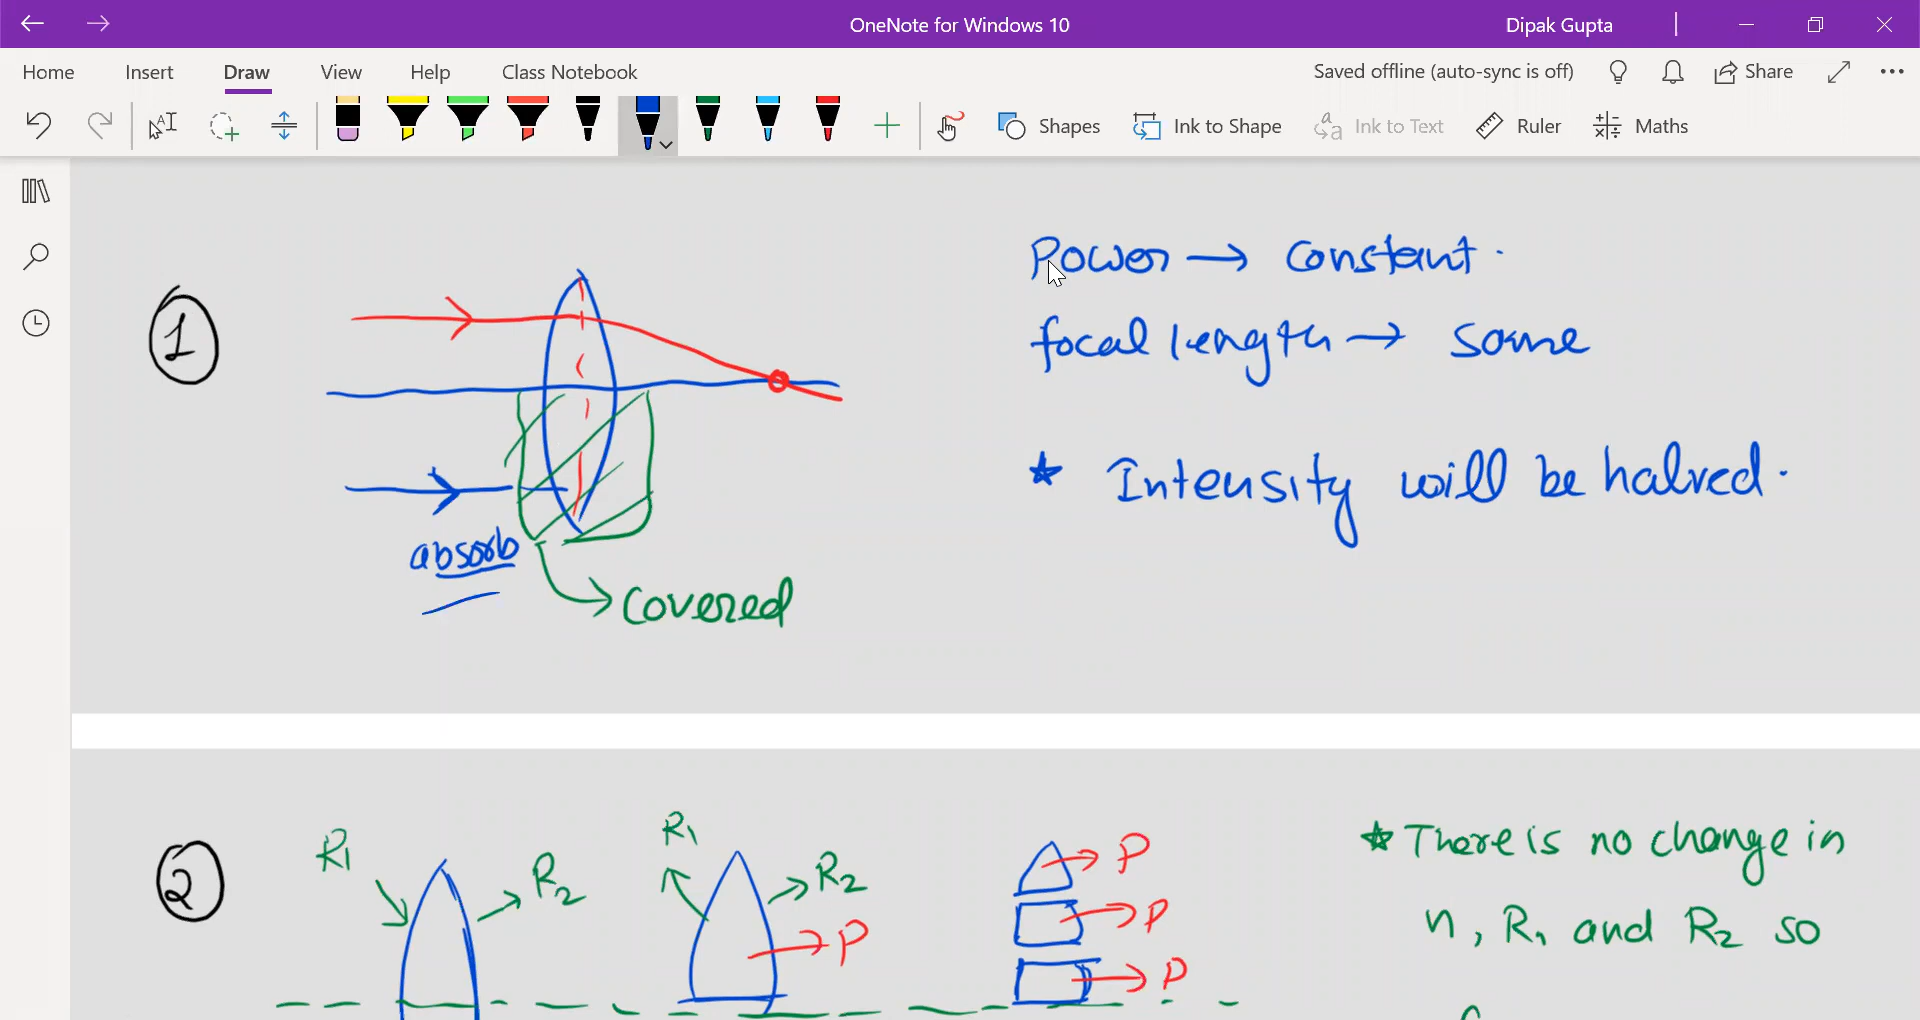 OneNote for Windows 10
Dipak Gupta
Home Insert Draw View Help Class Notebook
Saved offline (auto-sync is off) Share
Shapes Ink to Shape Ink to Text Ruler Maths
1
Power → constant.
focal length → same
★ Intensity will be halved.
absorb
covered
2
R1 R2
R1 R2
P
P
P
P
★ There is no change in
n, R1 and R2 so